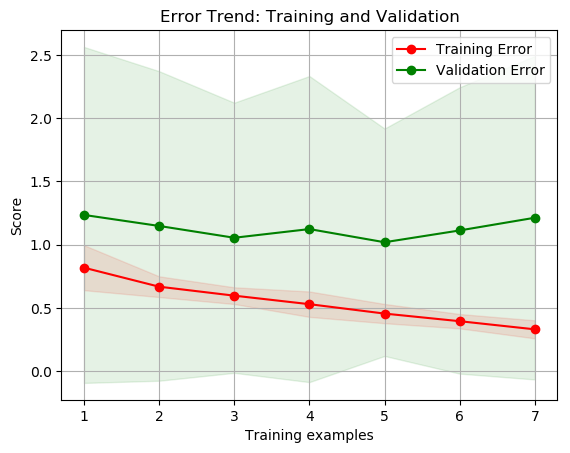 Error Trend: Training and Validation
Training Error
Validation Error
Score
2.5
2.0
1.5
1.0
0.5
0.0
1 2 3 4 5 6 7
Training examples